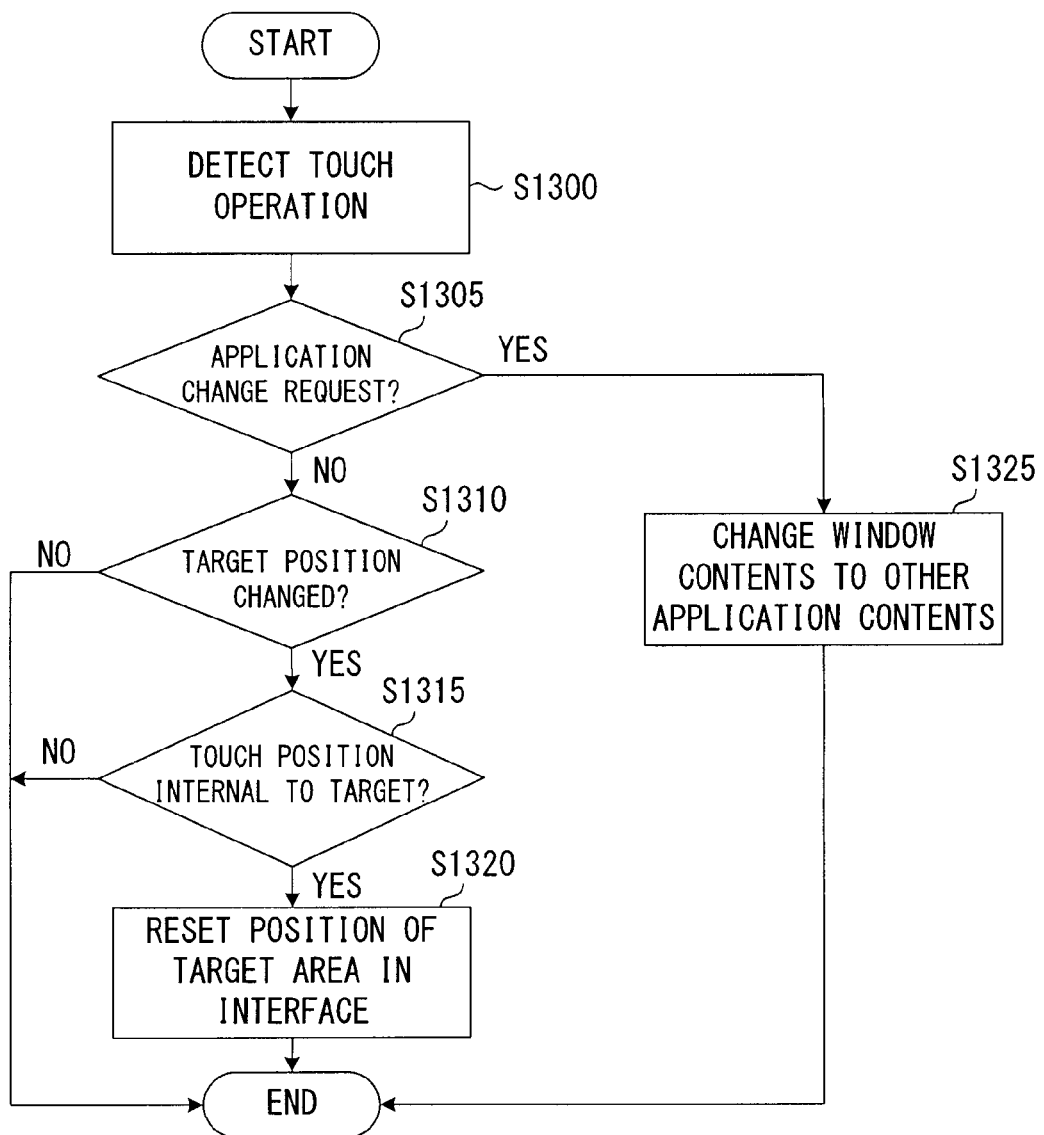 START
DETECT TOUCH
OPERATION
S1300
S1305
APPLICATION
CHANGE REQUEST?
YES
NO
S1310
S1325
NO
TARGET POSITION
CHANGED?
CHANGE WINDOW
CONTENTS TO OTHER
APPLICATION CONTENTS
YES
S1315
NO
TOUCH POSITION
INTERNAL TO TARGET?
YES
S1320
RESET POSITION OF
TARGET AREA IN
INTERFACE
END